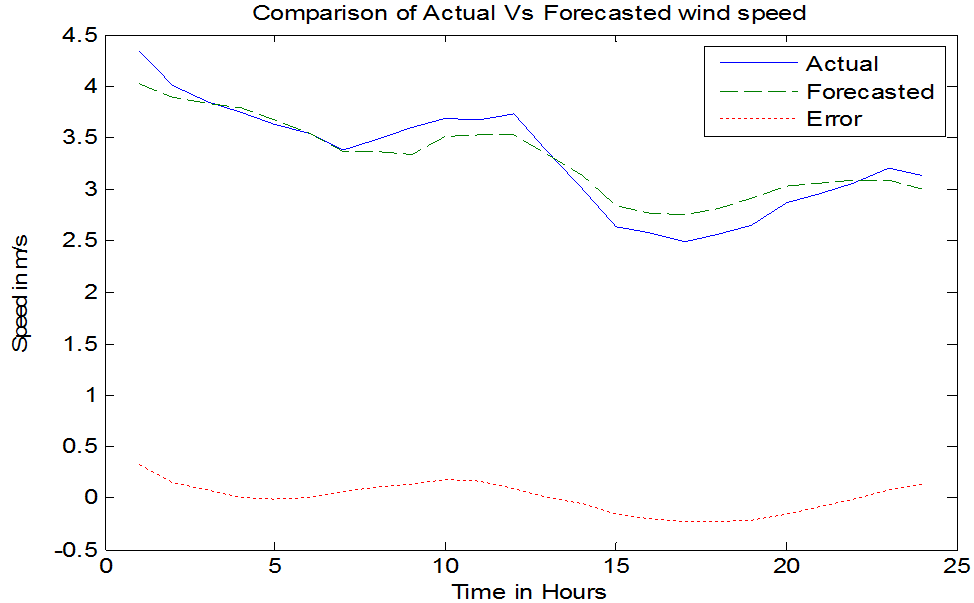 Comparison of Actual Vs Forecasted wind speed
4.5
4
3.5
3
2.5
2
1.5
1
0.5
0
-0.5
Speed in m/s
Actual
Forecasted
Error
0
5
10
15
20
25
Time in Hours